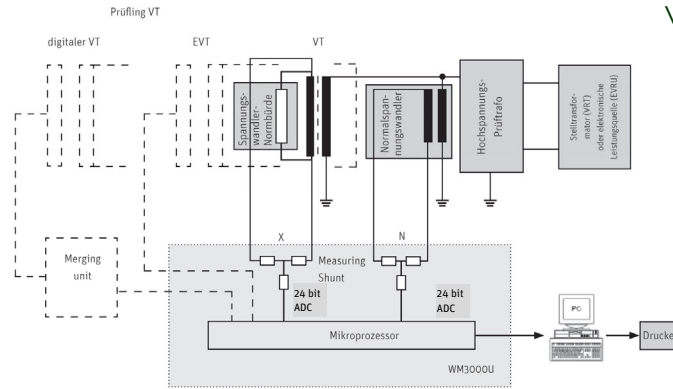 Prüfling VT
digitaler VT
EVT
VT
Spannungs-
wandler-
Normbürde
Normalspan-
nungswandler
Hochspannungs-
Prüftrafo
Stelltransfor-
mator (VRT)
oder elektronische
Leistungsquelle (EVRU)
X
N
Merging
unit
Measuring
Shunt
24 bit
ADC
24 bit
ADC
Mikroprozessor
WM3000U
PC
Drucke